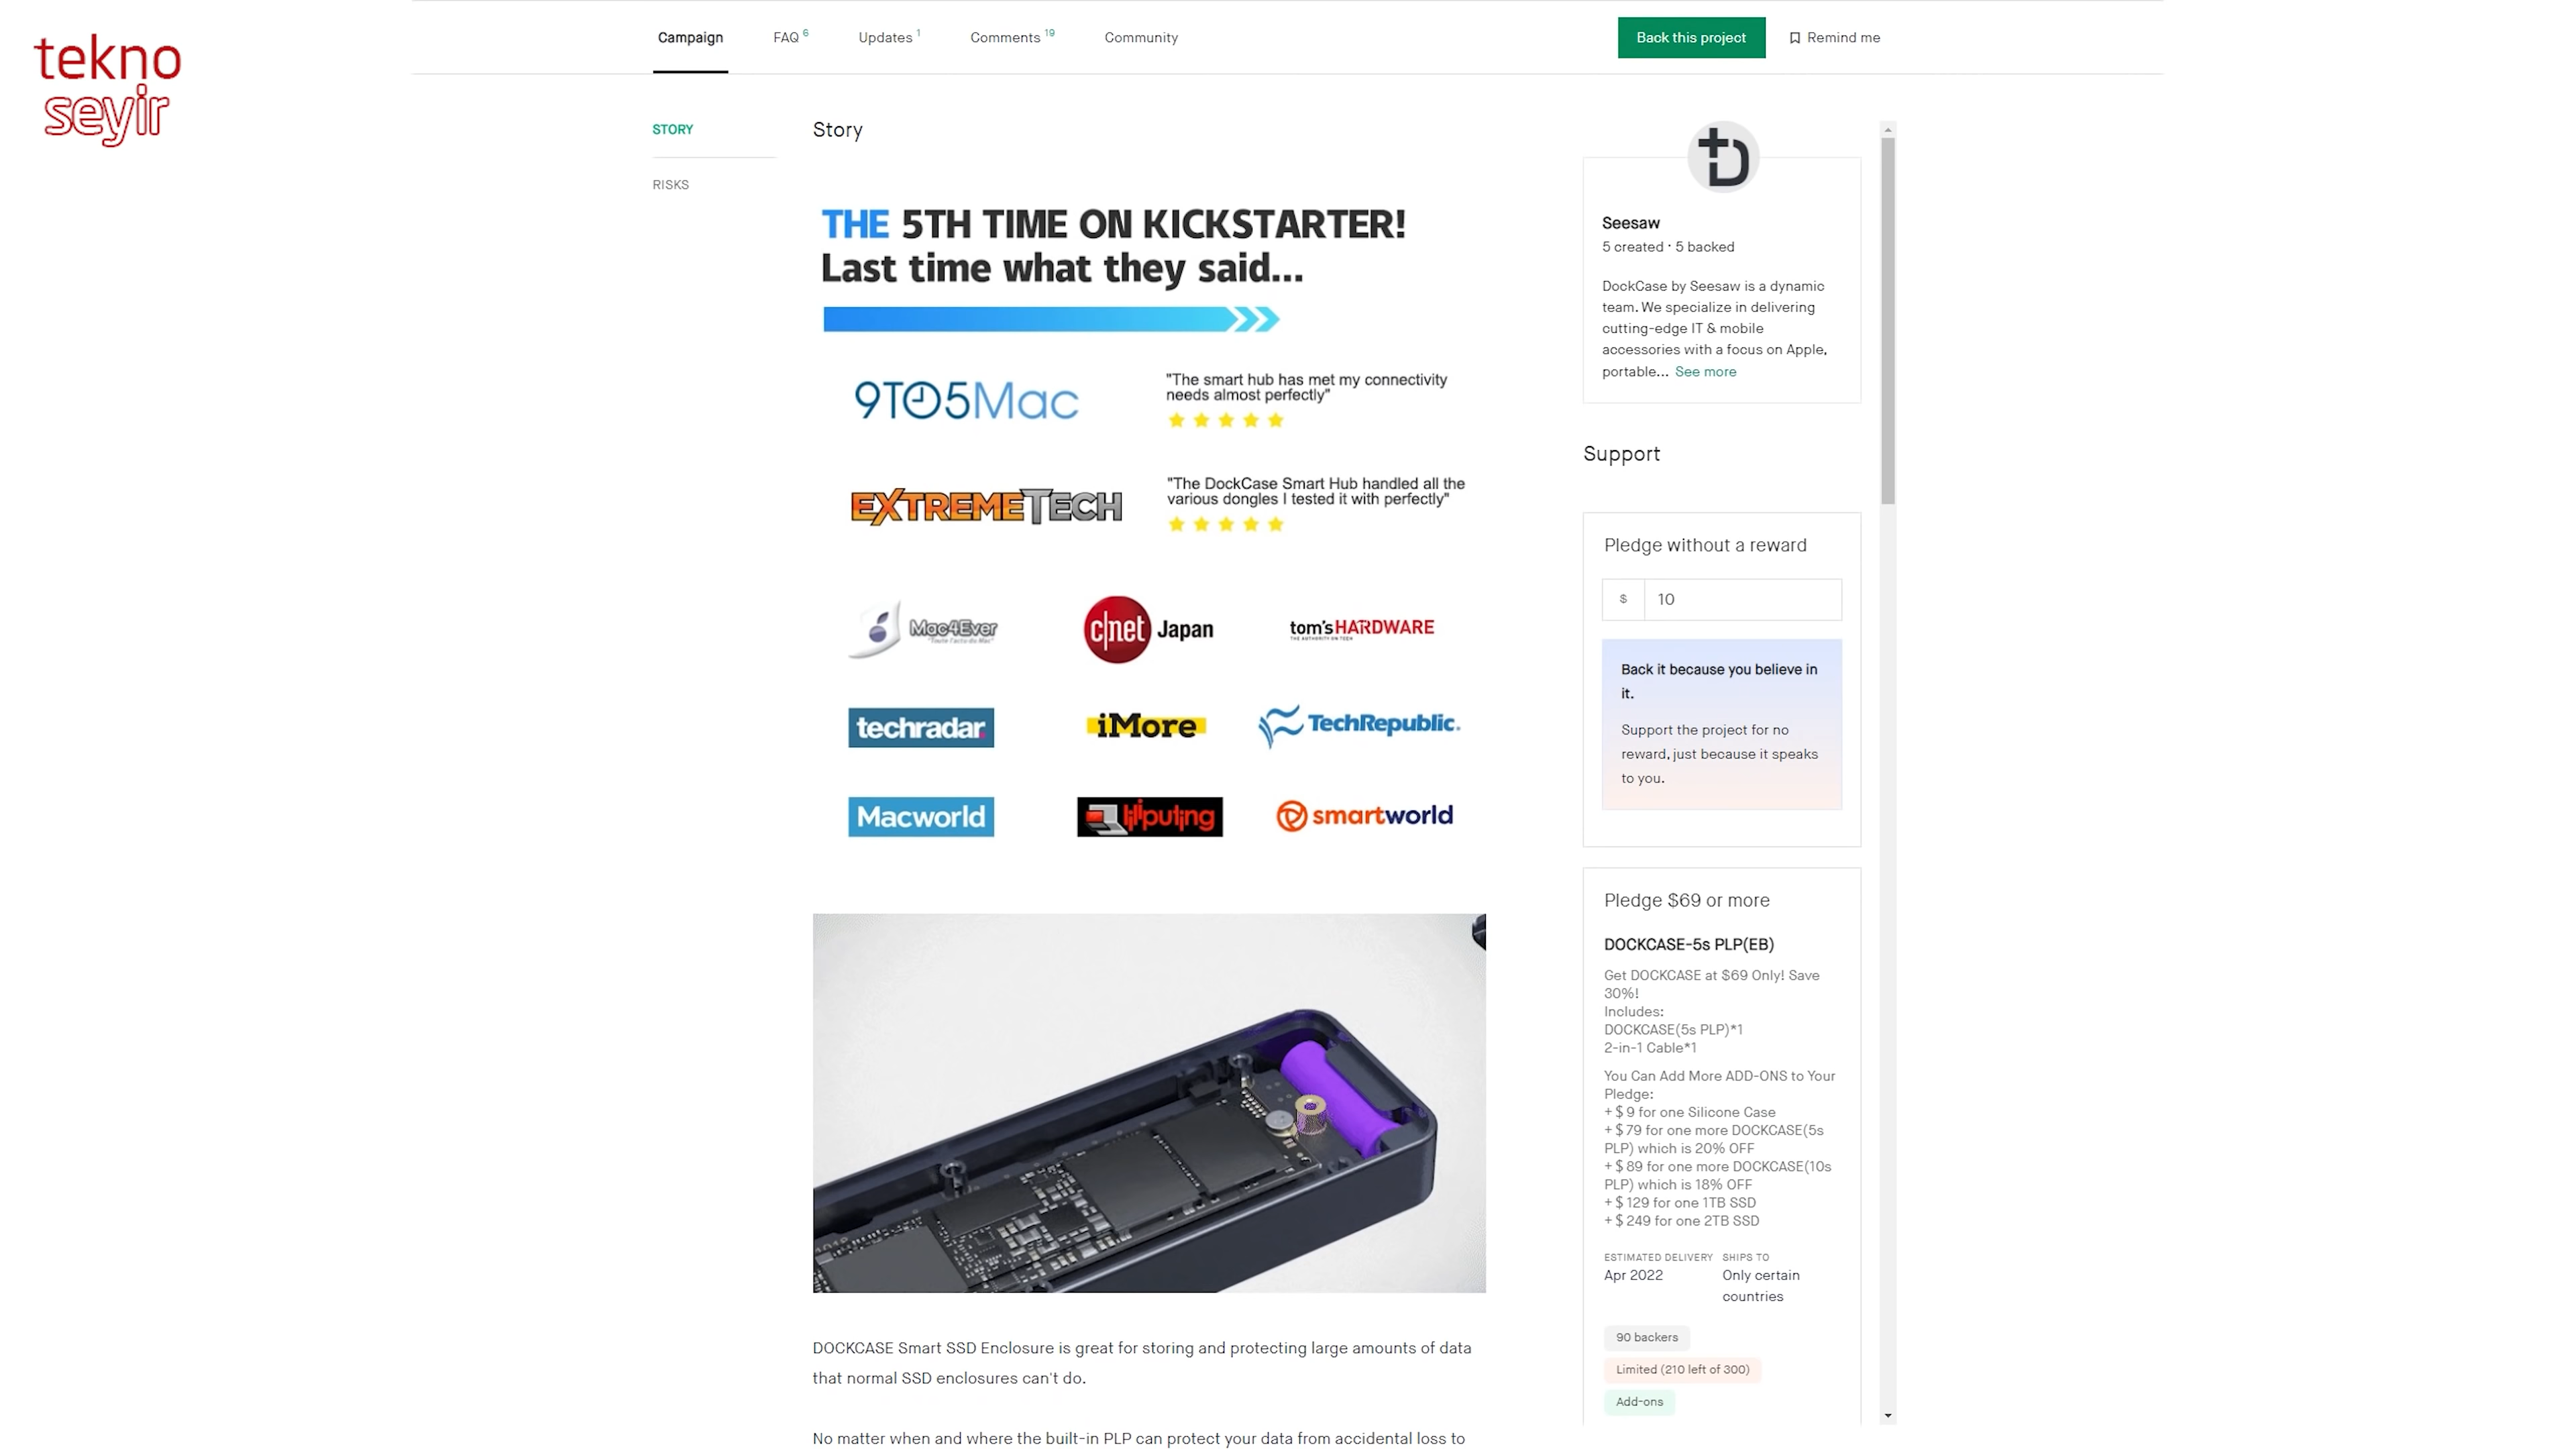 tekno
seyir
Campaign
FAQ 6
Updates 1
Comments 19
Community
Back this project
Remind me
STORY
RISKS
Story
THE 5TH TIME ON KICKSTARTER!
Last time what they said...
9TO5Mac
"The smart hub has met my connectivity
needs almost perfectly"
EXTREMETECH
"The DockCase Smart Hub handled all the
various dongles I tested it with perfectly"
Mac4Ever
"Toute l'actu du Mac"
c|net Japan
tom'sHARDWARE
THE AUTHORITY ON TECH
techradar.
iMore
TechRepublic.
Macworld
liliputing
smartworld
DOCKCASE Smart SSD Enclosure is great for storing and protecting large amounts of data
that normal SSD enclosures can't do.
No matter when and where the built-in PLP can protect your data from accidental loss to
Seesaw
5 created · 5 backed
DockCase by Seesaw is a dynamic
team. We specialize in delivering
cutting-edge IT & mobile
accessories with a focus on Apple,
portable... See more
Support
Pledge without a reward
$ 10
Back it because you believe in
it.
Support the project for no
reward, just because it speaks
to you.
Pledge $69 or more
DOCKCASE-5s PLP(EB)
Get DOCKCASE at $69 Only! Save
30%!
Includes:
DOCKCASE(5s PLP)*1
2-in-1 Cable*1
You Can Add More ADD-ONS to Your
Pledge:
+ $ 9 for one Silicone Case
+ $ 79 for one more DOCKCASE(5s
PLP) which is 20% OFF
+ $ 89 for one more DOCKCASE(10s
PLP) which is 18% OFF
+ $ 129 for one 1TB SSD
+ $ 249 for one 2TB SSD
ESTIMATED DELIVERY
Apr 2022
SHIPS TO
Only certain
countries
90 backers
Limited (210 left of 300)
Add-ons